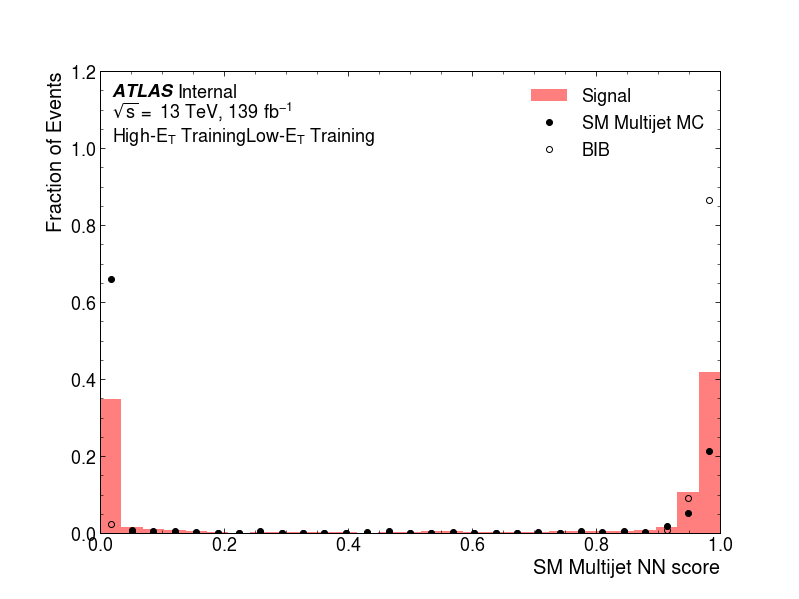 ATLAS Internal
√s = 13 TeV, 139 fb⁻¹
High-E_T TrainingLow-E_T Training
Signal
SM Multijet MC
BIB
Fraction of Events
1.2
1.0
0.8
0.6
0.4
0.2
0.0
0.0 0.2 0.4 0.6 0.8 1.0
SM Multijet NN score